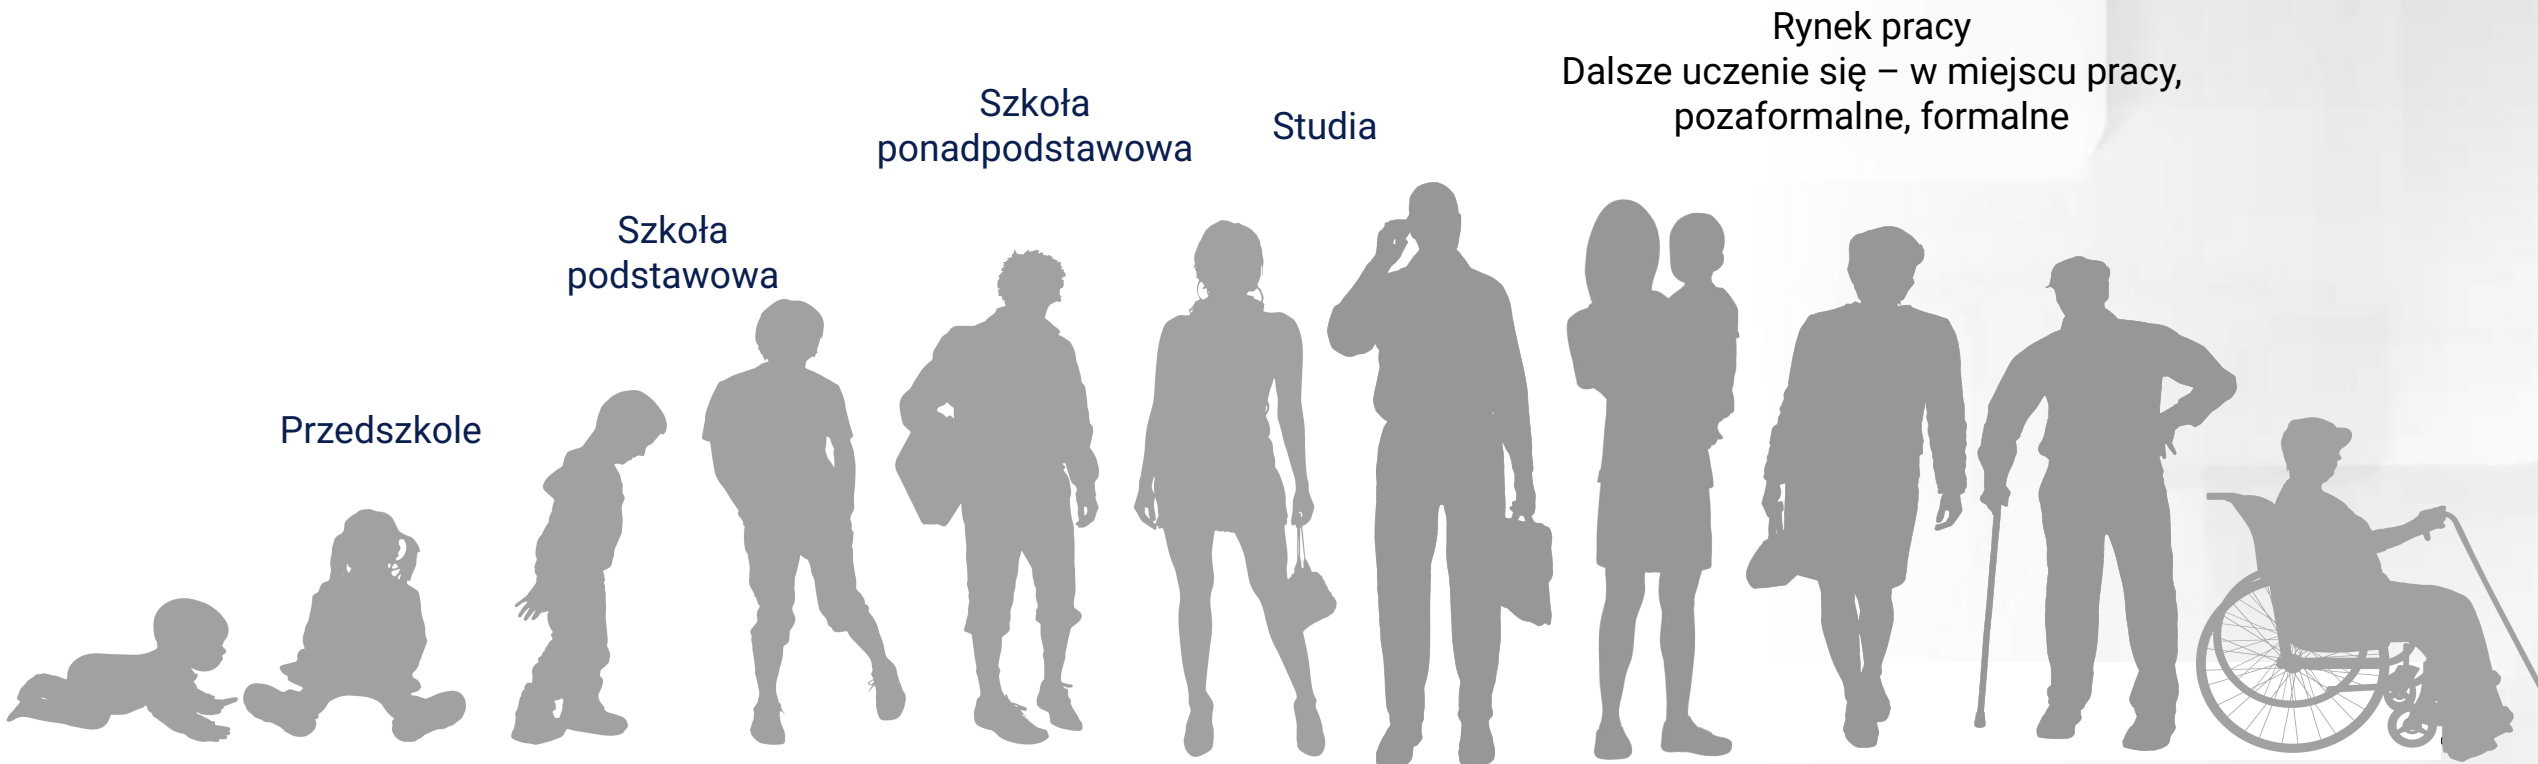 Przedszkole
Szkoła
podstawowa
Szkoła
ponadpodstawowa
Studia
Rynek pracy
Dalsze uczenie się – w miejscu pracy,
pozaformalne, formalne